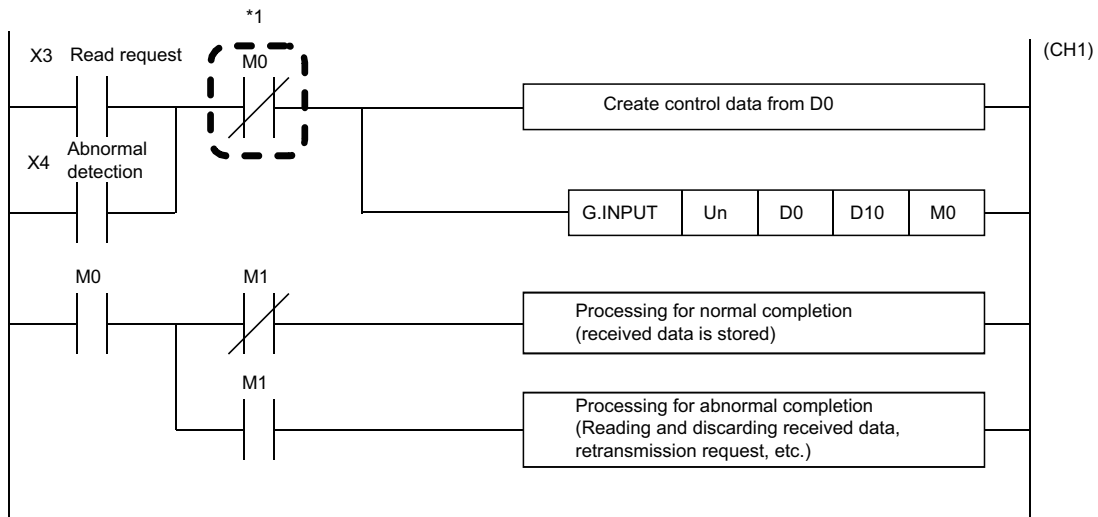 *1
X3 Read request
M0
(CH1)
Create control data from D0
X4
Abnormal
detection
G.INPUT Un D0 D10 M0
M0
M1
Processing for normal completion
(received data is stored)
M1
Processing for abnormal completion
(Reading and discarding received data,
retransmission request, etc.)